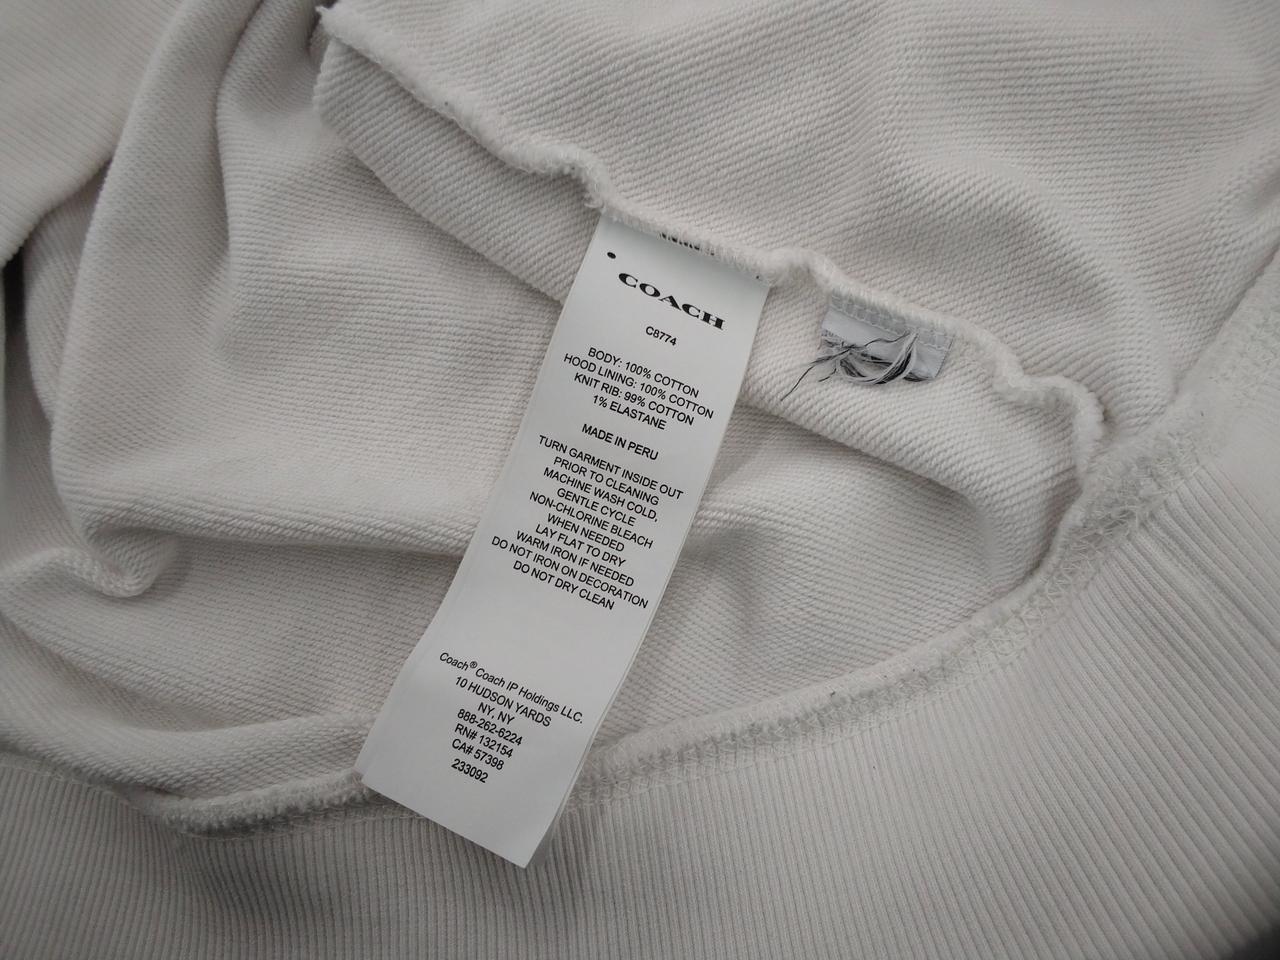 COACH
C8774
BODY: 100% COTTON
HOOD LINING: 100% COTTON
KNIT RIB: 99% COTTON
1% ELASTANE
MADE IN PERU
TURN GARMENT INSIDE OUT
PRIOR TO CLEANING
MACHINE WASH COLD,
GENTLE CYCLE
NON-CHLORINE BLEACH
WHEN NEEDED
LAY FLAT TO DRY
WARM IRON IF NEEDED
DO NOT IRON ON DECORATION
DO NOT DRY CLEAN
Coach® Coach IP Holdings LLC.
10 HUDSON YARDS
NY, NY
888-262-6224
RN# 132154
CA# 57398
233092